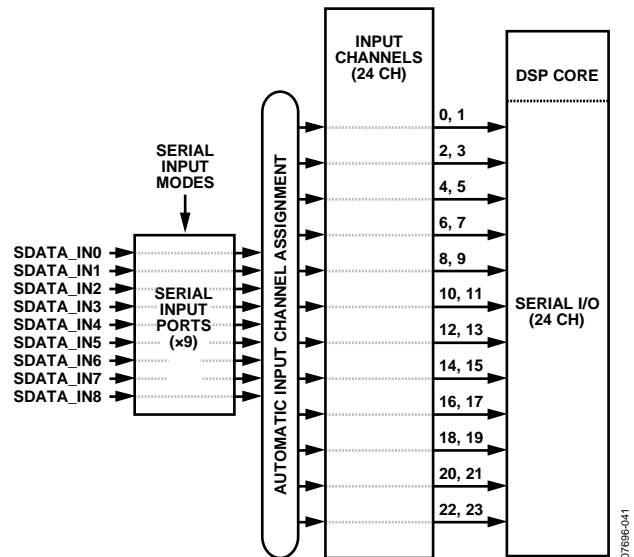 INPUT
CHANNELS
(24 CH)
DSP CORE
SERIAL
INPUT
MODES
AUTOMATIC INPUT CHANNEL ASSIGNMENT
0, 1
2, 3
4, 5
6, 7
8, 9
10, 11
12, 13
14, 15
16, 17
18, 19
20, 21
22, 23
SDATA_IN0
SDATA_IN1
SDATA_IN2
SDATA_IN3
SDATA_IN4
SDATA_IN5
SDATA_IN6
SDATA_IN7
SDATA_IN8
SERIAL
INPUT
PORTS
(×9)
SERIAL I/O
(24 CH)
07696-041